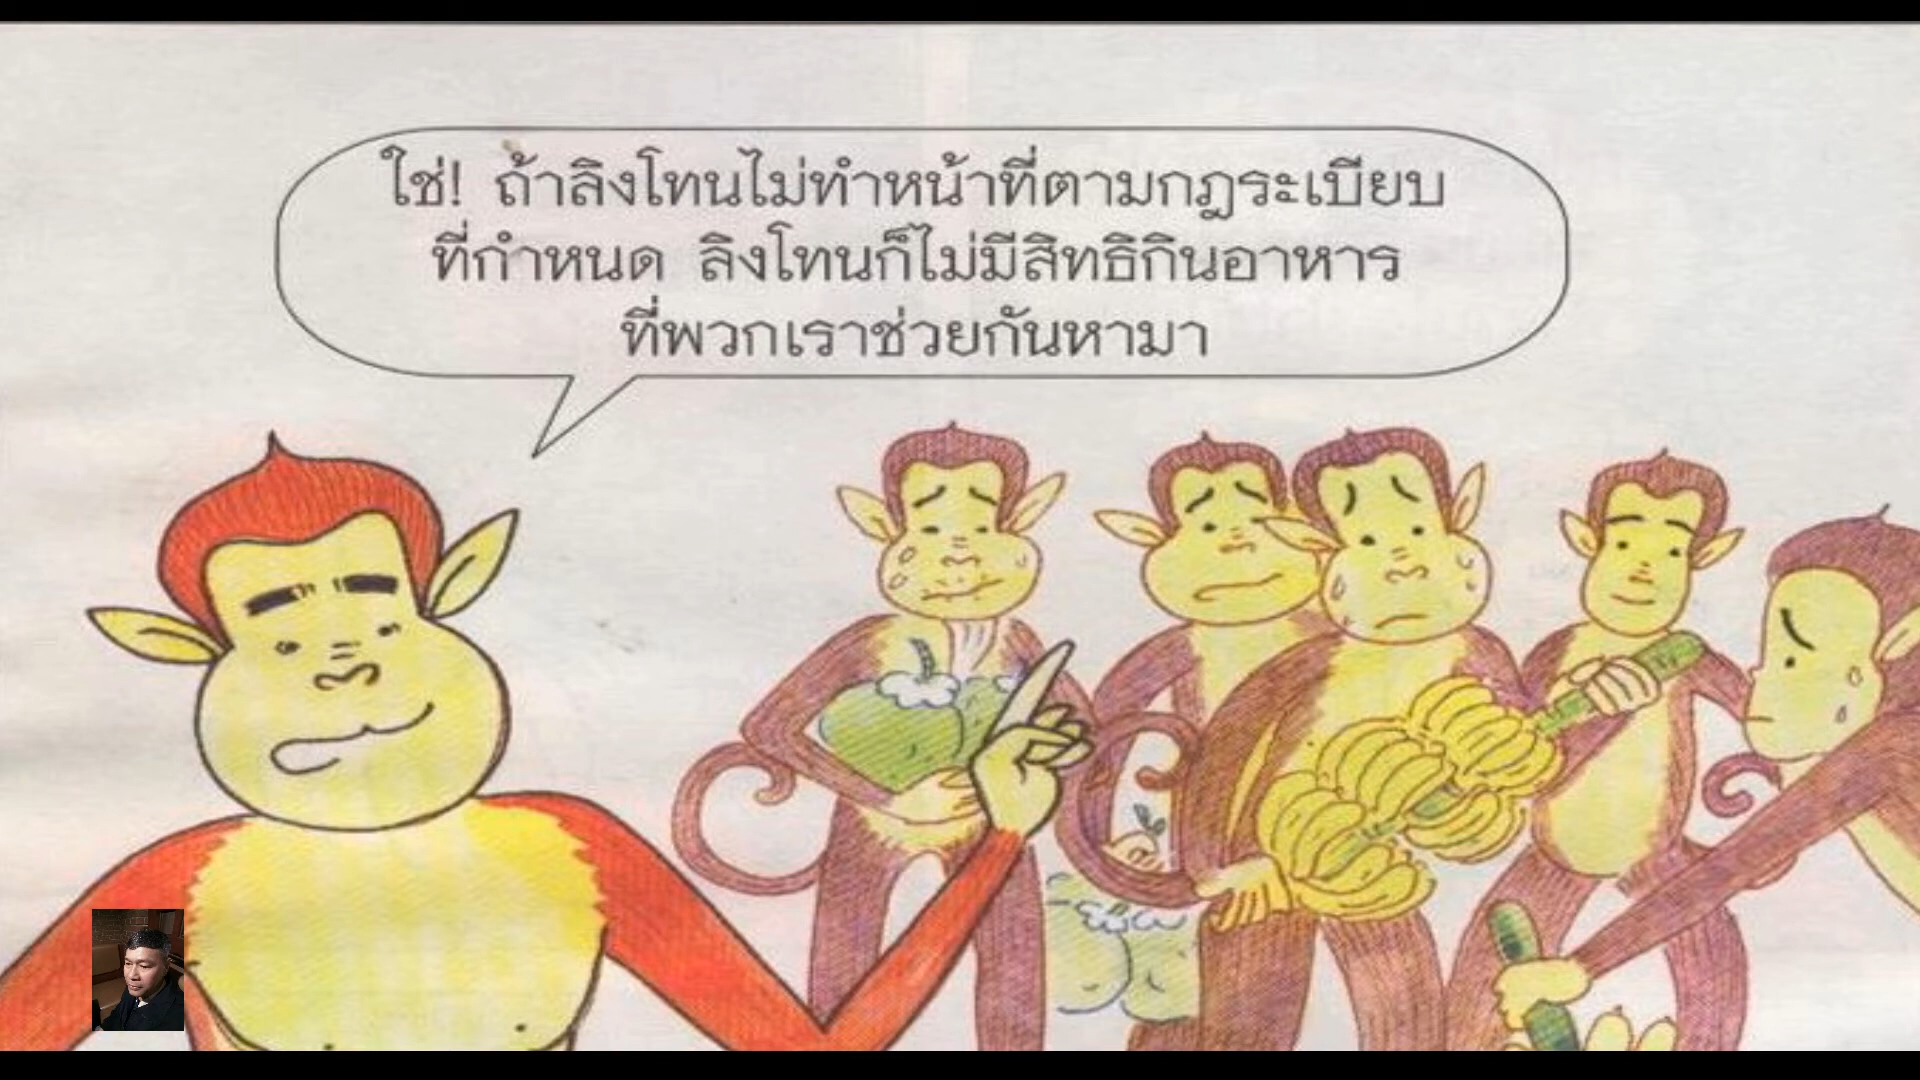 ใช่! ถ้าลิงโทนไม่ทำหน้าที่ตามกฎระเบียบ
ที่กำหนด ลิงโทนก็ไม่มีสิทธิกินอาหาร
ที่พวกเราช่วยกันหามา